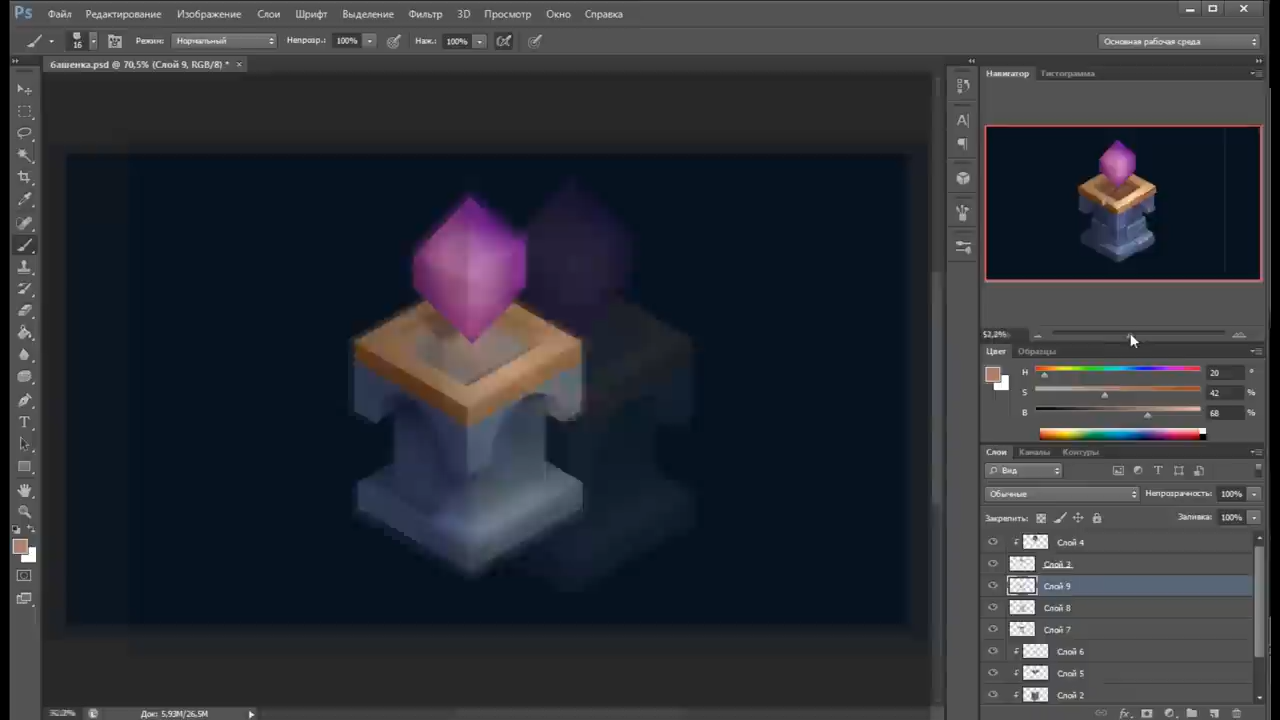 Ps Файл Редактирование Изображение Слои Шрифт Выделение Фильтр 3D Просмотр Окно Справка
16 Режим: Нормальный Непрозр.: 100% Наж.: 100% Основная рабочая среда
башенка.psd @ 70,5% (Слой 9, RGB/8) * ×
Навигатор Гистограмма
52,2%
Цвет Образцы
H 20 °
S 42 %
B 68 %
Слои Каналы Контуры
Вид
Обычные Непрозрачность: 100%
Закрепить: Заливка: 100%
Слой 4
Слой 3
Слой 9
Слой 8
Слой 7
Слой 6
Слой 5
Слой 2
Док: 5,93M/26,5M